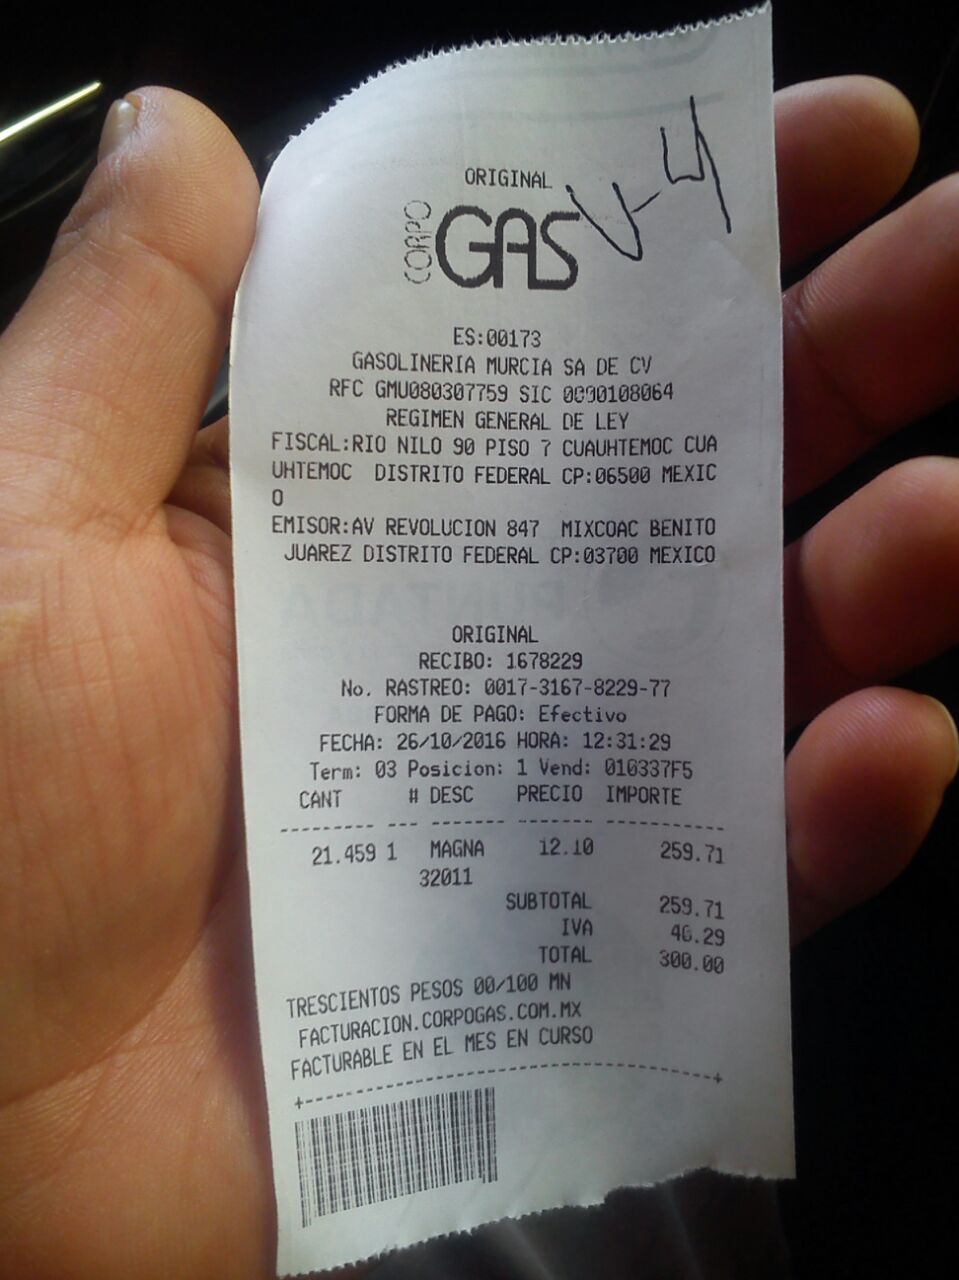 ORIGINAL
CORPO GAS
U-4
ES:00173
GASOLINERIA MURCIA SA DE CV
RFC GMU080307759 SIC 0000108064
REGIMEN GENERAL DE LEY
FISCAL:RIO NILO 90 PISO 7 CUAUHTEMOC CUA
UHTEMOC DISTRITO FEDERAL CP:06500 MEXIC
O
EMISOR:AV REVOLUCION 847 MIXCOAC BENITO
JUAREZ DISTRITO FEDERAL CP:03700 MEXICO
ORIGINAL
RECIBO: 1678229
No. RASTREO: 0017-3167-8229-77
FORMA DE PAGO: Efectivo
FECHA: 26/10/2016 HORA: 12:31:29
Term: 03 Posicion: 1 Vend: 016337F5
CANT # DESC PRECIO IMPORTE
21.459 1 MAGNA 12.10 259.71
32011
SUBTOTAL 259.71
IVA 40.29
TOTAL 300.00
TRESCIENTOS PESOS 00/100 MN
FACTURACION.CORPOGAS.COM.MX
FACTURABLE EN EL MES EN CURSO